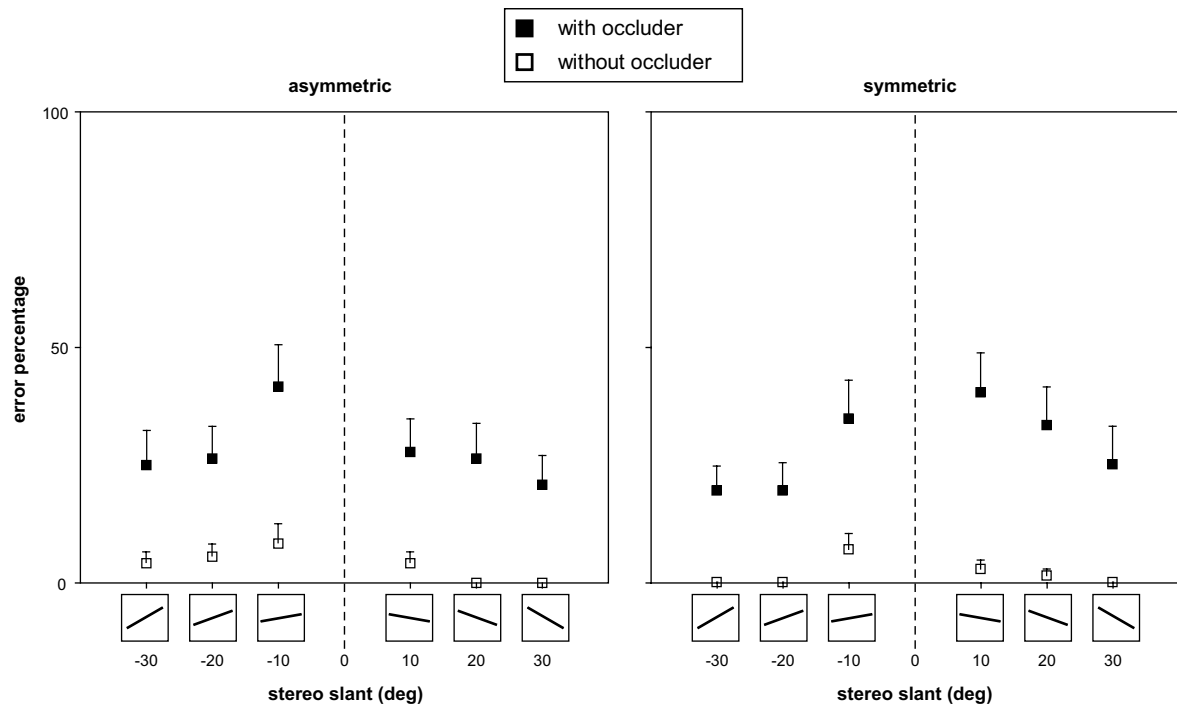 with occluder
without occluder
asymmetric
symmetric
100
50
0
error percentage
-30 -20 -10 0 10 20 30
-30 -20 -10 0 10 20 30
stereo slant (deg)
stereo slant (deg)